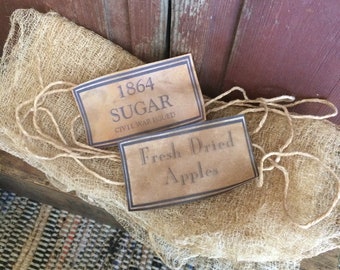 1864
SUGAR
CIVIL WAR ISSUED
Fresh Dried
Apples